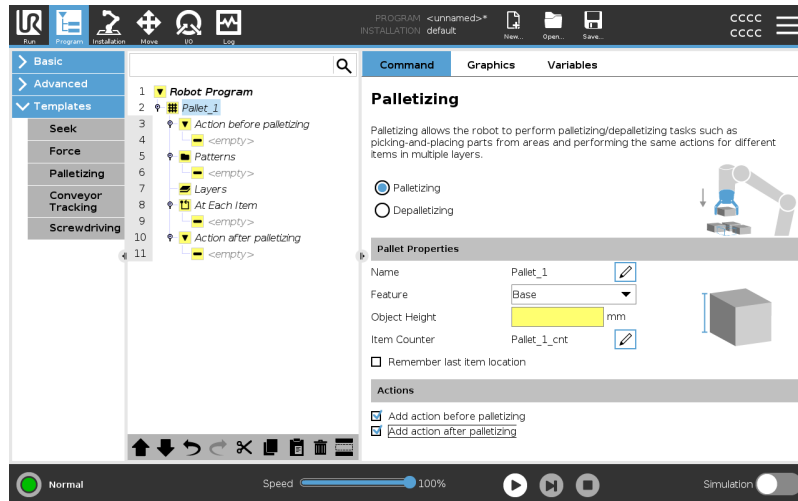 PROGRAM <unnamed>*
INSTALLATION default
CCCC
CCCC
Run Program Installation Move I/O Log
New... Open... Save...
Basic
Advanced
Templates
Seek
Force
Palletizing
Conveyor
Tracking
Screwdriving
1 Robot Program
2 Pallet_1
3 Action before palletizing
4 <empty>
5 Patterns
6 <empty>
7 Layers
8 At Each Item
9 <empty>
10 Action after palletizing
11 <empty>
Command Graphics Variables
Palletizing
Palletizing allows the robot to perform palletizing/depalletizing tasks such as
picking-and-placing parts from areas and performing the same actions for different
items in multiple layers.
Palletizing
Depalletizing
Pallet Properties
Name Pallet_1
Feature Base
Object Height mm
Item Counter Pallet_1_cnt
Remember last item location
Actions
Add action before palletizing
Add action after palletizing
Normal
Speed 100%
Simulation